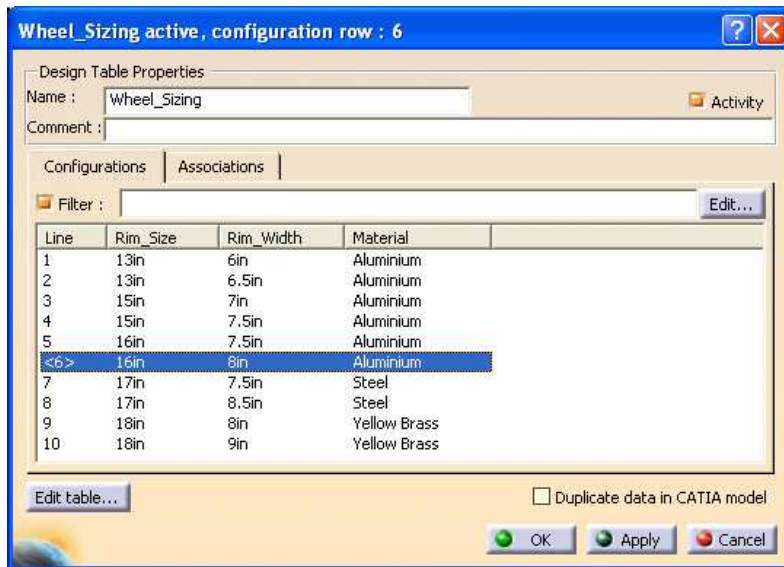 Wheel_Sizing active, configuration row : 6
Design Table Properties
Name : Wheel_Sizing Activity
Comment :
Configurations Associations
Filter : Edit...
Line Rim_Size Rim_Width Material
1 13in 6in Aluminium
2 13in 6.5in Aluminium
3 15in 7in Aluminium
4 15in 7.5in Aluminium
5 16in 7.5in Aluminium
<6> 16in 8in Aluminium
7 17in 7.5in Steel
8 17in 8.5in Steel
9 18in 8in Yellow Brass
10 18in 9in Yellow Brass
Edit table... Duplicate data in CATIA model
OK Apply Cancel